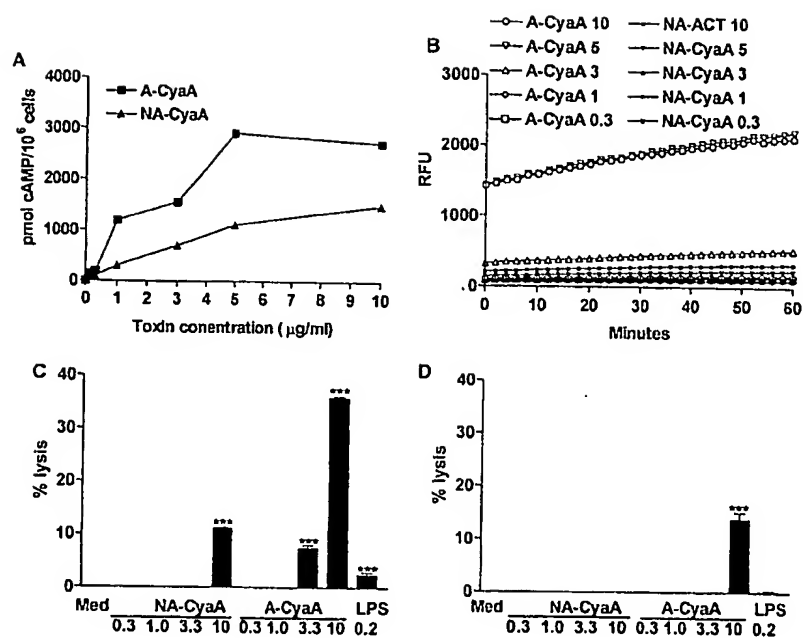 A
4000
3000
2000
1000
0
pmol cAMP/10⁶ cells
A-CyaA
NA-CyaA
0 1 2 3 4 5 6 7 8 9 10
Toxin conentration (µg/ml)
B
A-CyaA 10 NA-ACT 10
A-CyaA 5 NA-CyaA 5
A-CyaA 3 NA-CyaA 3
A-CyaA 1 NA-CyaA 1
A-CyaA 0.3 NA-CyaA 0.3
3000
2000
1000
0
RFU
0 10 20 30 40 50 60
Minutes
C
40
30
20
10
0
% lysis
***
***
***
***
Med NA-CyaA A-CyaA LPS
0.3 1.0 3.3 10 0.3 1.0 3.3 10 0.2
D
40
30
20
10
0
% lysis
***
Med NA-CyaA A-CyaA LPS
0.3 1.0 3.3 10 0.3 1.0 3.3 10 0.2